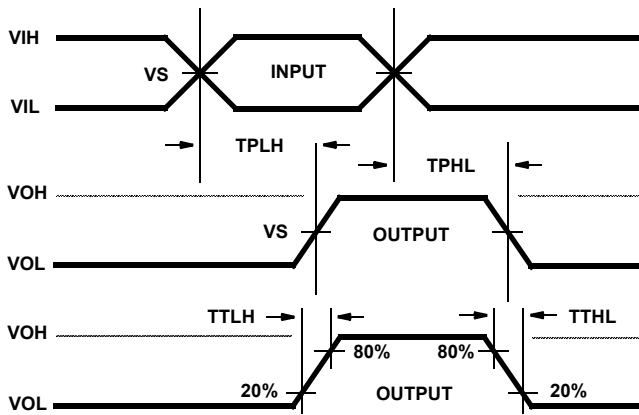 VIH
VS
INPUT
VIL
TPLH
TPHL
VOH
VS
OUTPUT
VOL
TTLH
TTHL
VOH
80%
80%
20%
OUTPUT
20%
VOL